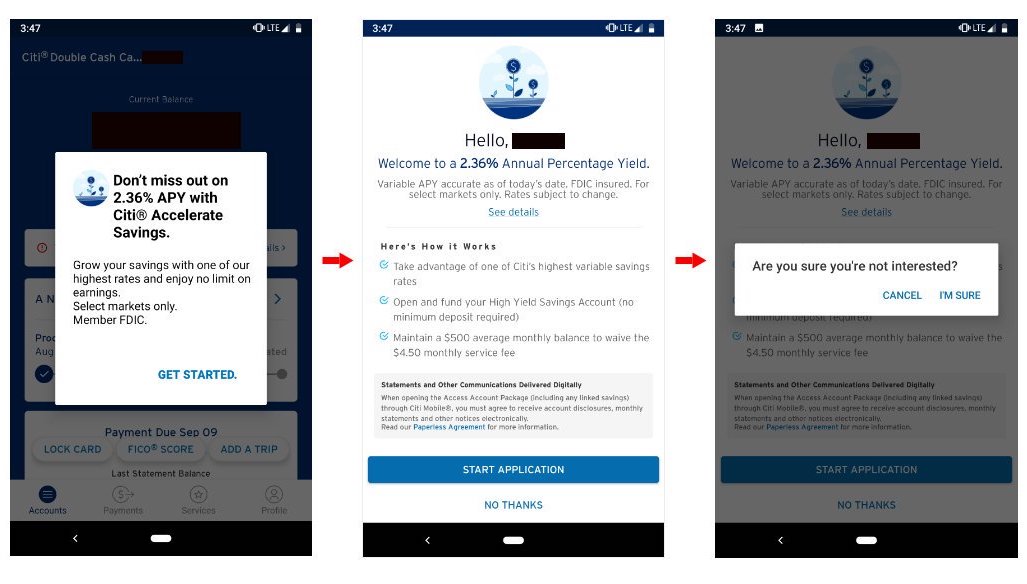 3:47
LTE
Citi® Double Cash Ca...
Current Balance
Don't miss out on
2.36% APY with
Citi® Accelerate
Savings.
Grow your savings with one of our
highest rates and enjoy no limit on
earnings.
Select markets only.
Member FDIC.
GET STARTED.
ails >
A N
Proc
Aug
ated
Payment Due Sep 09
LOCK CARD
FICO® SCORE
ADD A TRIP
Last Statement Balance
Accounts
Payments
Services
Profile
3:47
LTE
Hello,
Welcome to a 2.36% Annual Percentage Yield.
Variable APY accurate as of today's date. FDIC insured. For
select markets only. Rates subject to change.
See details
Here's How it Works
Take advantage of one of Citi's highest variable savings
rates
Open and fund your High Yield Savings Account (no
minimum deposit required)
Maintain a $500 average monthly balance to waive the
$4.50 monthly service fee
Statements and Other Communications Delivered Digitally
When opening the Access Account Package (including any linked savings)
through Citi Mobile®, you must agree to receive account disclosures, monthly
statements and other notices electronically.
Read our Paperless Agreement for more information.
START APPLICATION
NO THANKS
3:47
LTE
Hello,
Welcome to a 2.36% Annual Percentage Yield.
Variable APY accurate as of today's date. FDIC insured. For
select markets only. Rates subject to change.
See details
Are you sure you're not interested?
CANCEL
I'M SURE
s
minimum deposit required)
Maintain a $500 average monthly balance to waive the
$4.50 monthly service fee
Statements and Other Communications Delivered Digitally
When opening the Access Account Package (including any linked savings)
through Citi Mobile®, you must agree to receive account disclosures, monthly
statements and other notices electronically.
Read our Paperless Agreement for more information.
START APPLICATION
NO THANKS